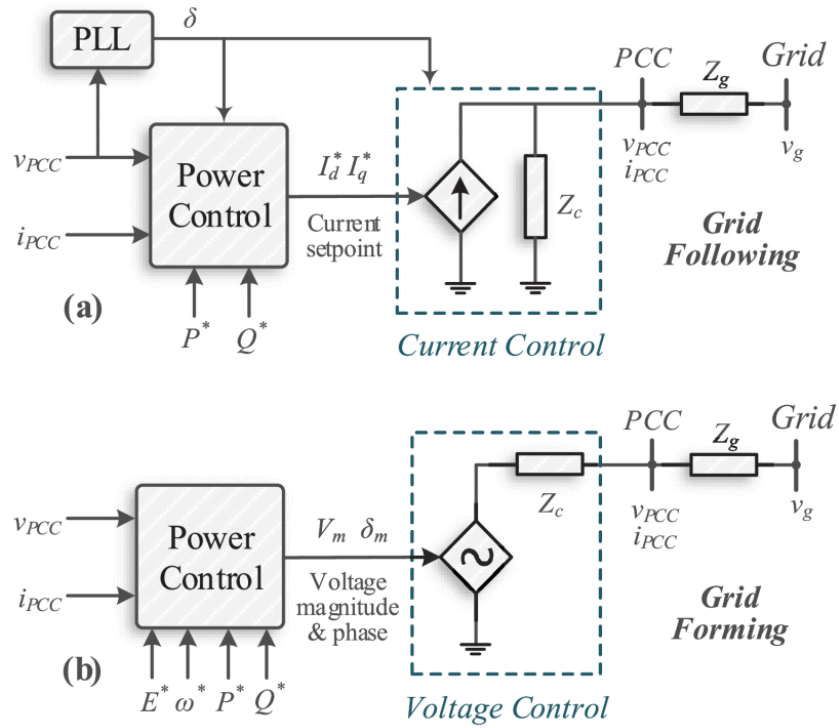 PLL
δ
v_PCC
i_PCC
Power
Control
P* Q*
(a)
I_d* I_q*
Current
setpoint
Z_c
Current Control
PCC
Z_g
Grid
v_PCC
i_PCC
v_g
Grid
Following
v_PCC
i_PCC
Power
Control
E* ω* P* Q*
(b)
V_m δ_m
Voltage
magnitude
& phase
Z_c
Voltage Control
PCC
Z_g
Grid
v_PCC
i_PCC
v_g
Grid
Forming